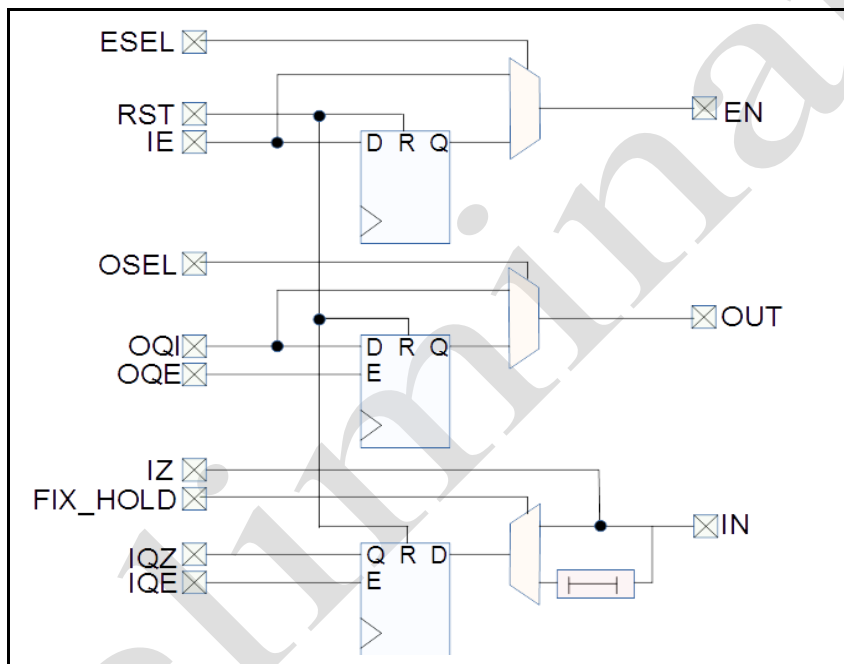 ESEL
RST
IE
EN
D R Q
OSEL
OQI
OQE
OUT
D R Q
E
IZ
FIX_HOLD
IN
IQZ
IQE
Q R D
E